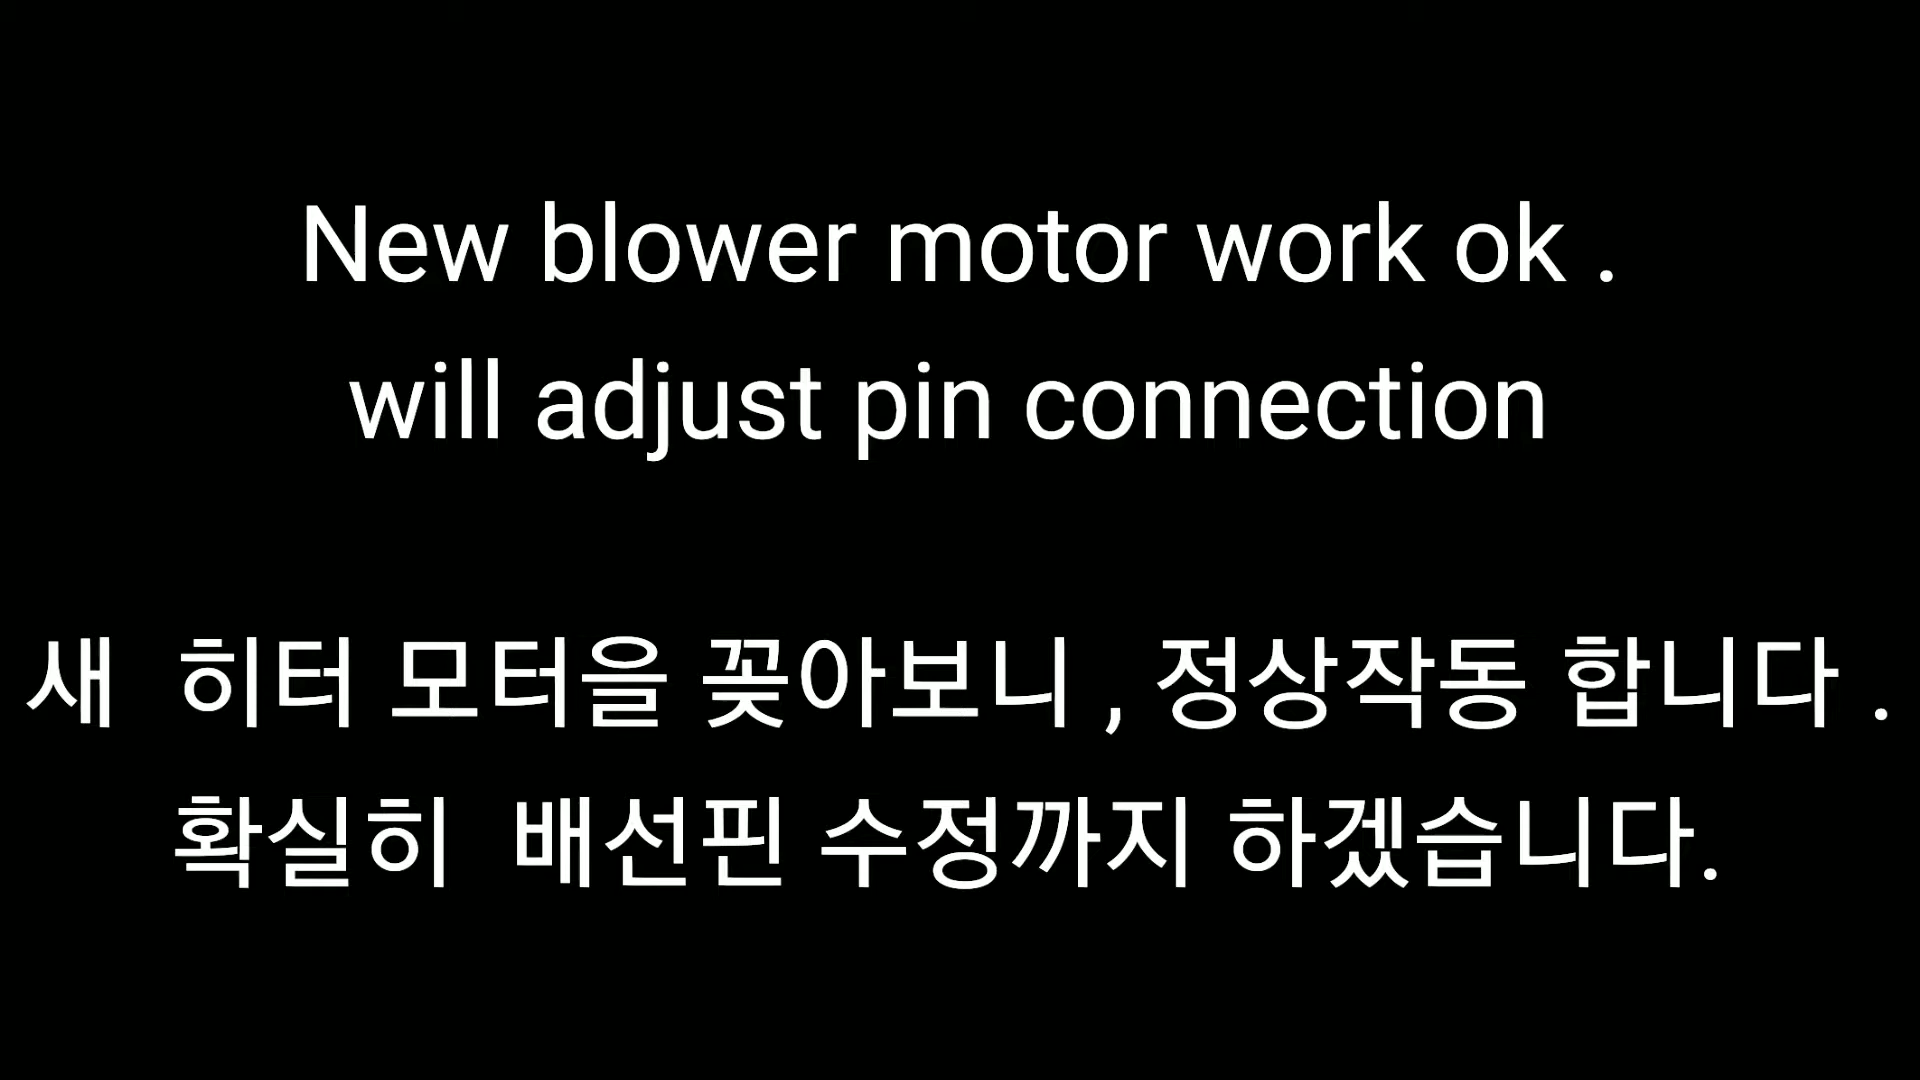 New blower motor work ok .
will adjust pin connection
새 히터 모터을 꽂아보니 , 정상작동 합니다 .
확실히 배선핀 수정까지 하겠습니다.